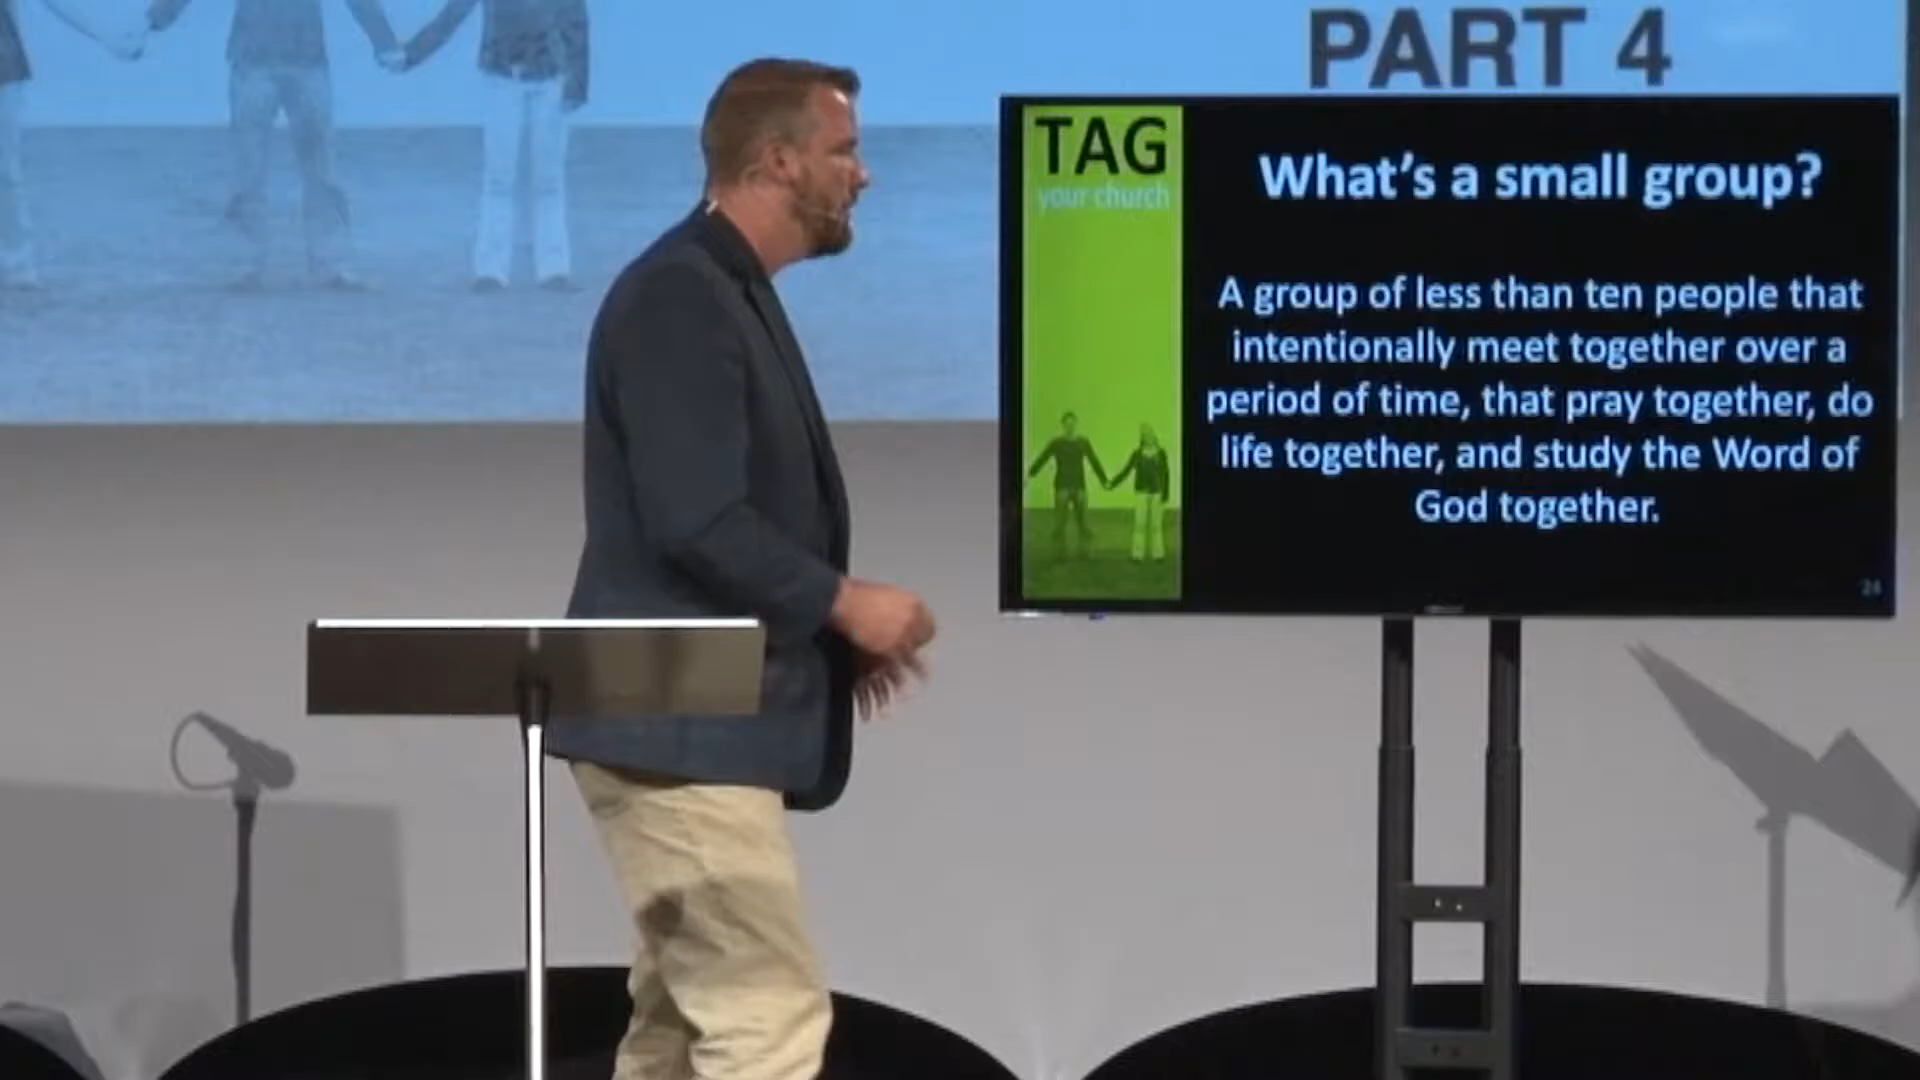 PART 4
TAG
your church
What's a small group?
A group of less than ten people that
intentionally meet together over a
period of time, that pray together, do
life together, and study the Word of
God together.
24